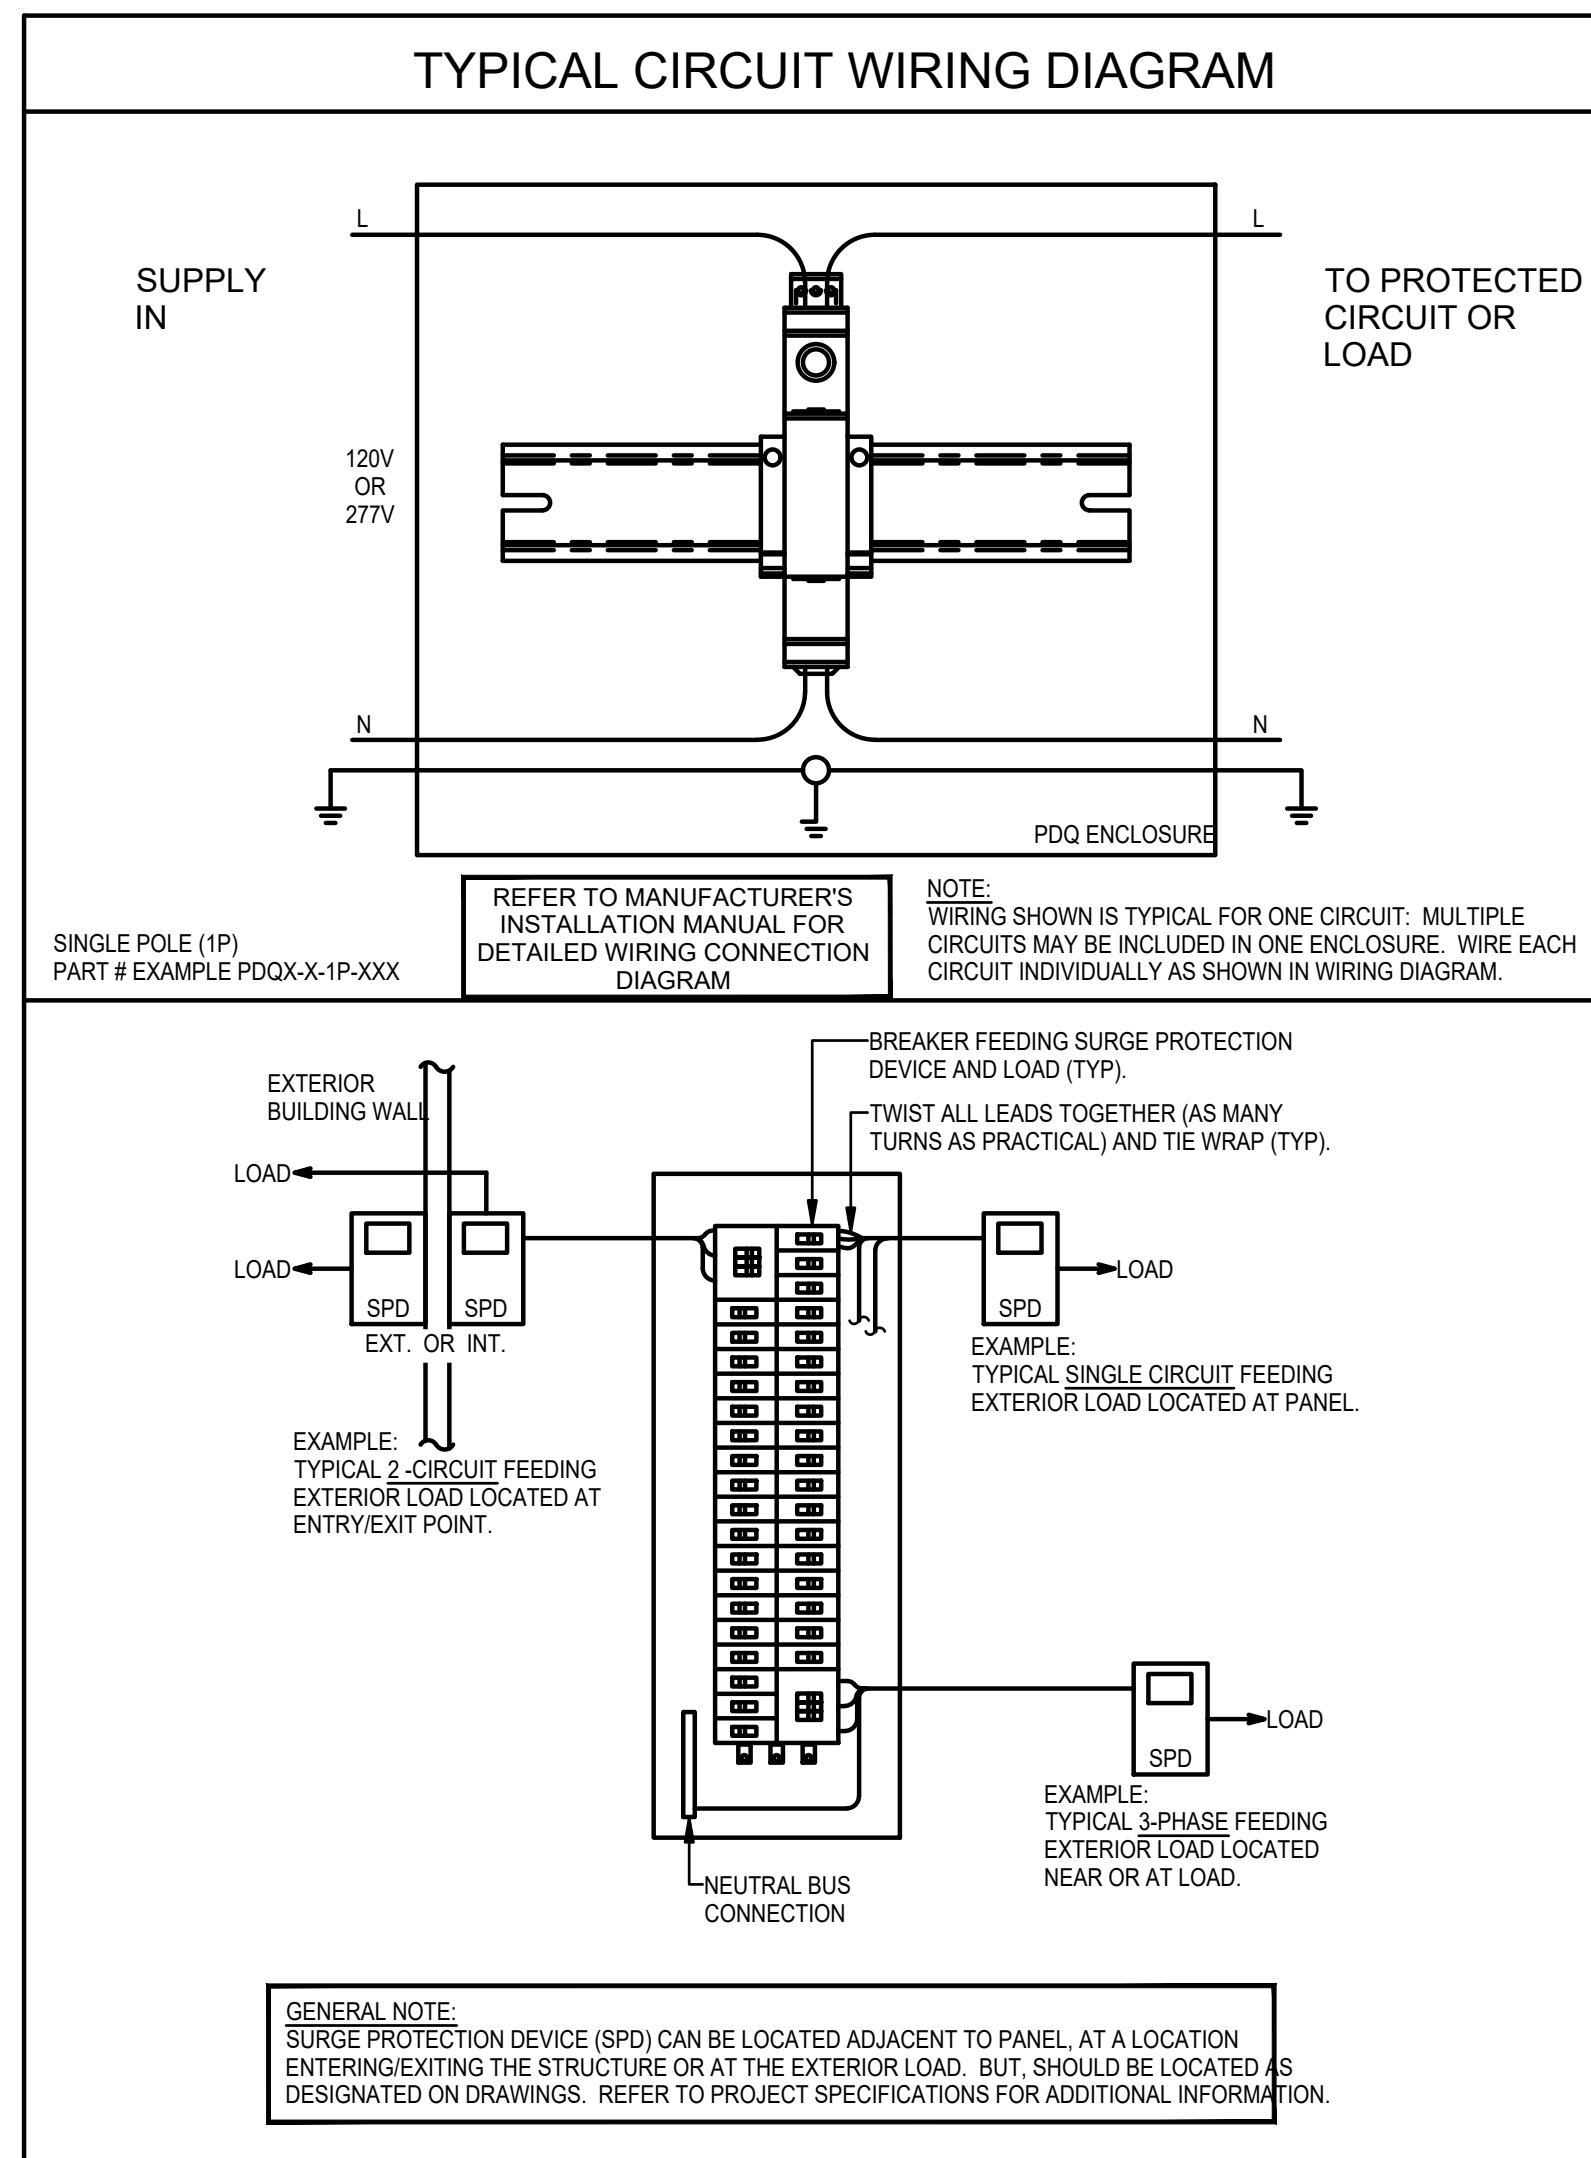 TYPICAL CIRCUIT WIRING DIAGRAM
L
L
SUPPLY
IN
TO PROTECTED
CIRCUIT OR
LOAD
120V
OR
277V
N
N
PDQ ENCLOSURE
SINGLE POLE (1P)
PART # EXAMPLE PDQX-X-1P-XXX
REFER TO MANUFACTURER'S
INSTALLATION MANUAL FOR
DETAILED WIRING CONNECTION
DIAGRAM
NOTE:
WIRING SHOWN IS TYPICAL FOR ONE CIRCUIT: MULTIPLE
CIRCUITS MAY BE INCLUDED IN ONE ENCLOSURE. WIRE EACH
CIRCUIT INDIVIDUALLY AS SHOWN IN WIRING DIAGRAM.
BREAKER FEEDING SURGE PROTECTION
DEVICE AND LOAD (TYP).
TWIST ALL LEADS TOGETHER (AS MANY
TURNS AS PRACTICAL) AND TIE WRAP (TYP).
EXTERIOR
BUILDING WALL
LOAD
LOAD
SPD
SPD
EXT. OR INT.
EXAMPLE:
TYPICAL 2 -CIRCUIT FEEDING
EXTERIOR LOAD LOCATED AT
ENTRY/EXIT POINT.
SPD
LOAD
EXAMPLE:
TYPICAL SINGLE CIRCUIT FEEDING
EXTERIOR LOAD LOCATED AT PANEL.
SPD
LOAD
EXAMPLE:
TYPICAL 3-PHASE FEEDING
EXTERIOR LOAD LOCATED
NEAR OR AT LOAD.
NEUTRAL BUS
CONNECTION
GENERAL NOTE:
SURGE PROTECTION DEVICE (SPD) CAN BE LOCATED ADJACENT TO PANEL, AT A LOCATION
ENTERING/EXITING THE STRUCTURE OR AT THE EXTERIOR LOAD. BUT, SHOULD BE LOCATED AS
DESIGNATED ON DRAWINGS. REFER TO PROJECT SPECIFICATIONS FOR ADDITIONAL INFORMATION.